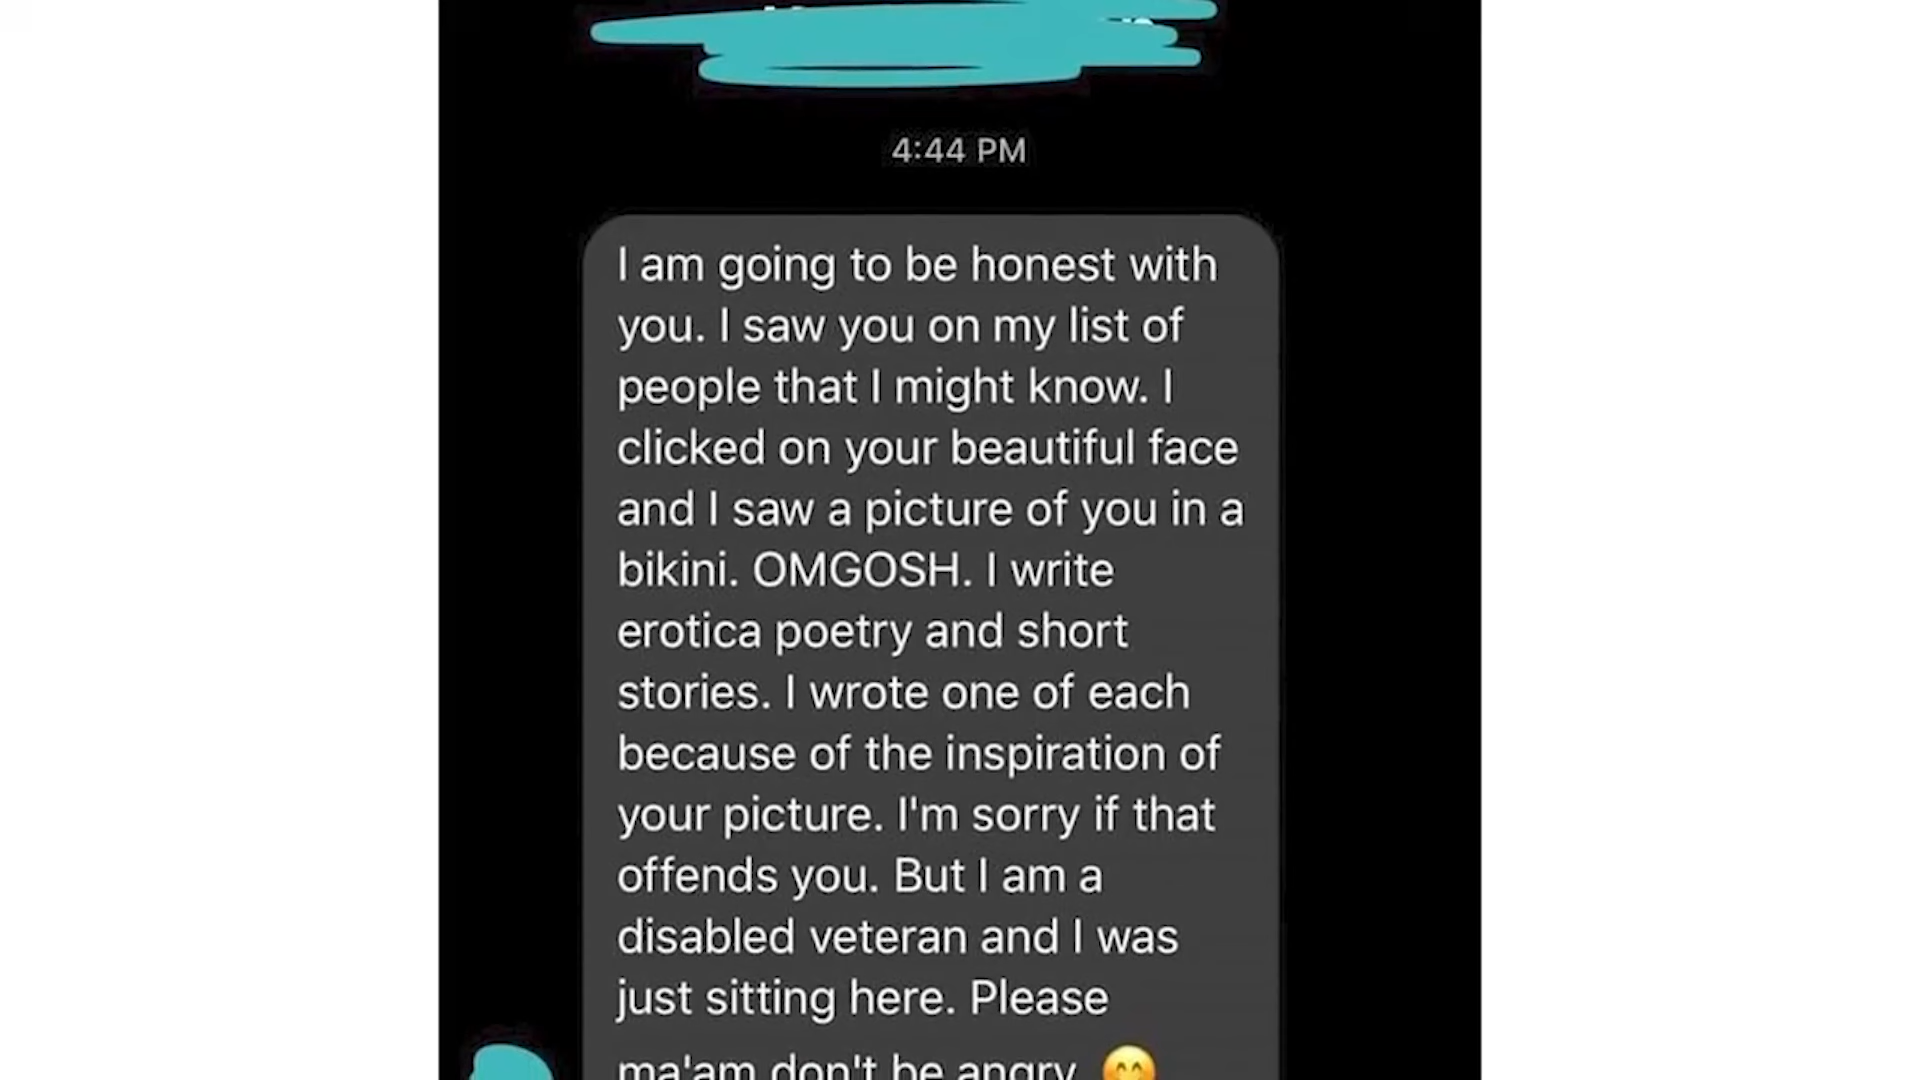 4:44 PM
I am going to be honest with
you. I saw you on my list of
people that I might know. I
clicked on your beautiful face
and I saw a picture of you in a
bikini. OMGOSH. I write
erotica poetry and short
stories. I wrote one of each
because of the inspiration of
your picture. I'm sorry if that
offends you. But I am a
disabled veteran and I was
just sitting here. Please
ma'am don't be angry. 😊